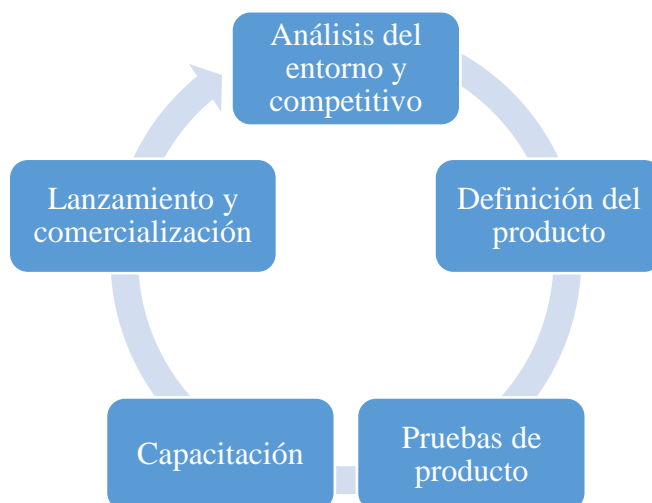 Análisis del
entorno y
competitivo
Definición del
producto
Pruebas de
producto
Capacitación
Lanzamiento y
comercialización